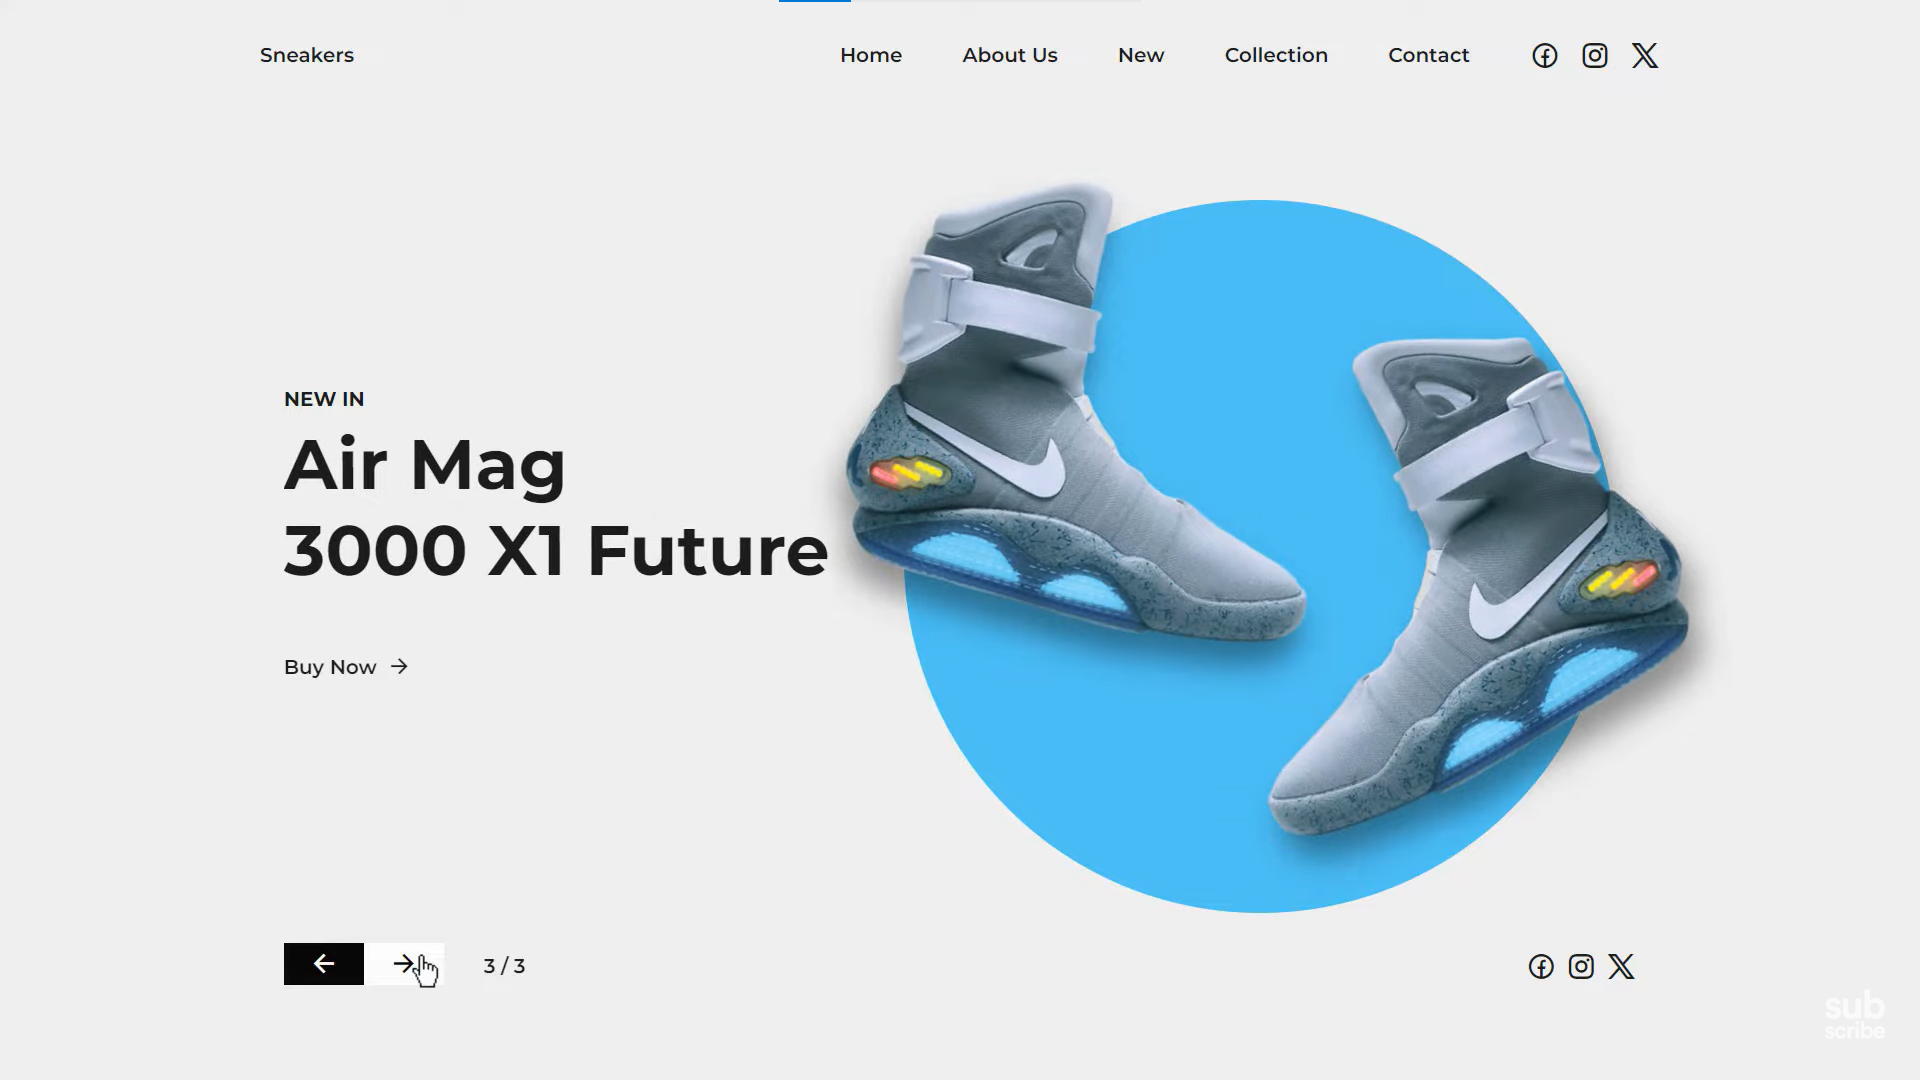 Sneakers
Home
About Us
New
Collection
Contact
NEW IN
Air Mag
3000 X1 Future
Buy Now
3 / 3
sub
scribe